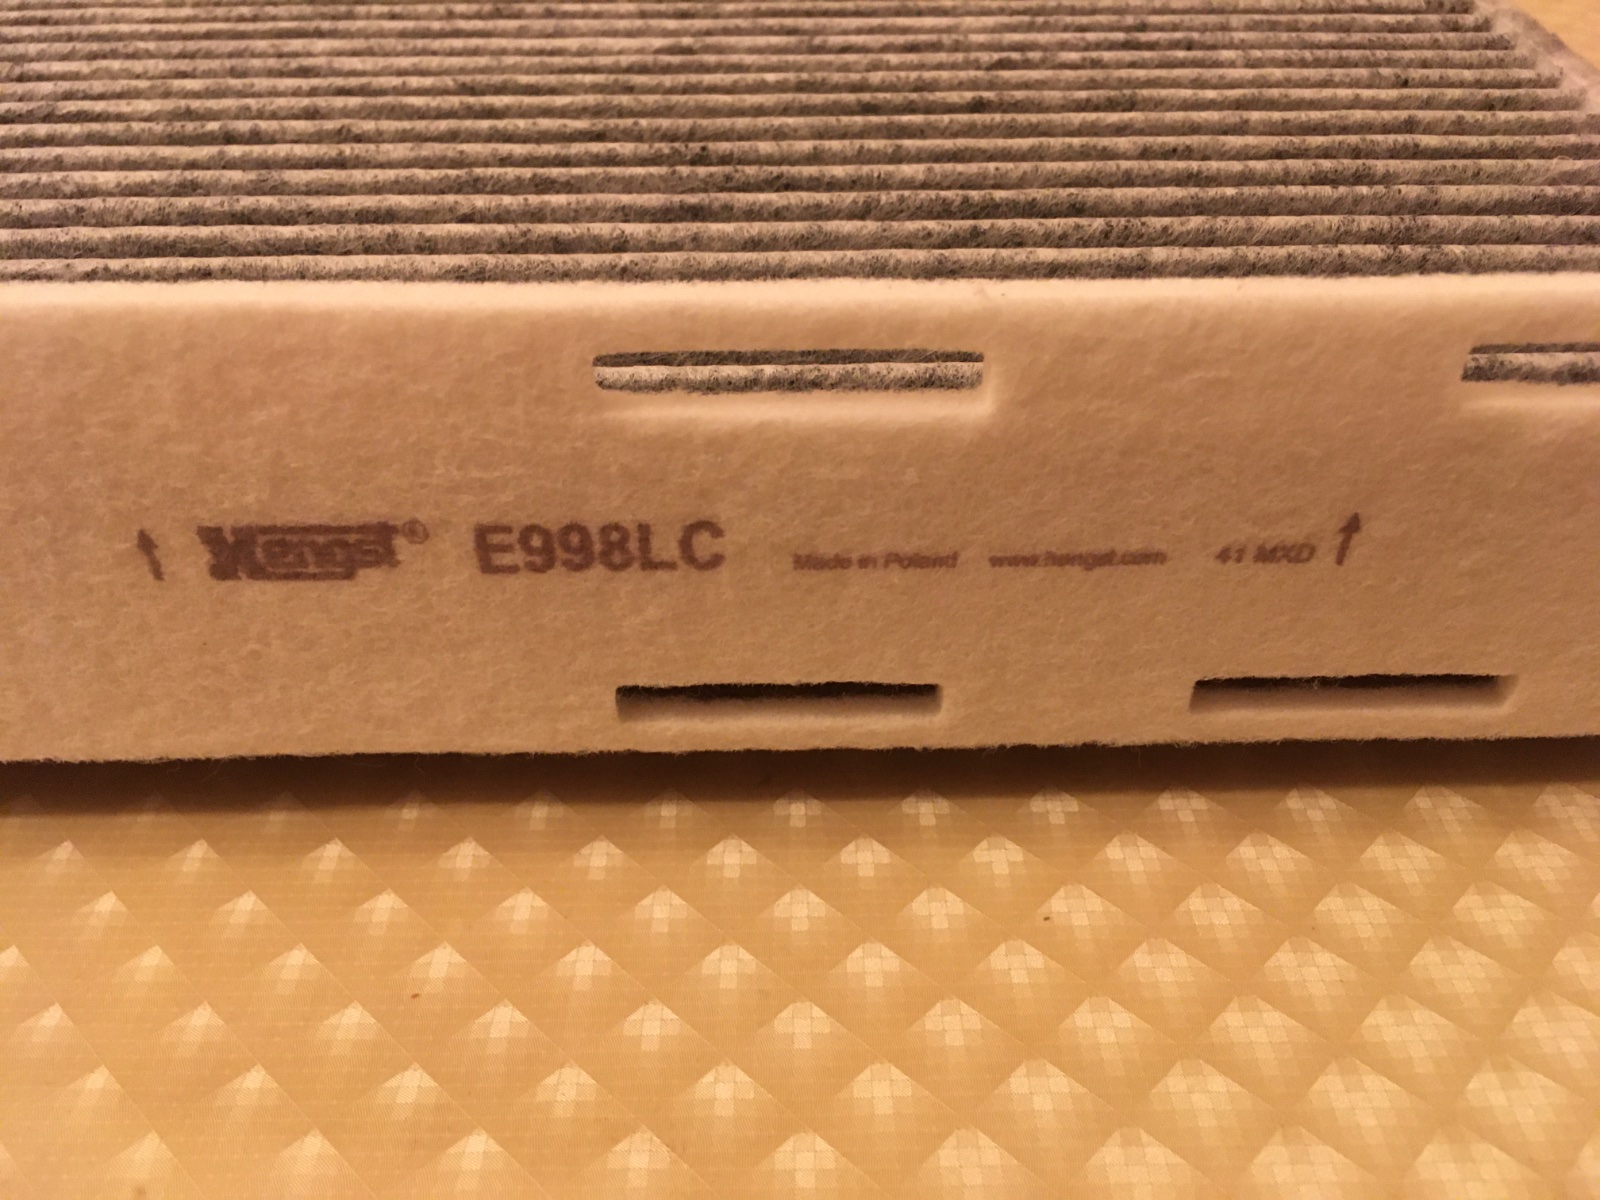 ↑ Hengst® E998LC Made in Poland www.hengst.com 41 MXD ↑